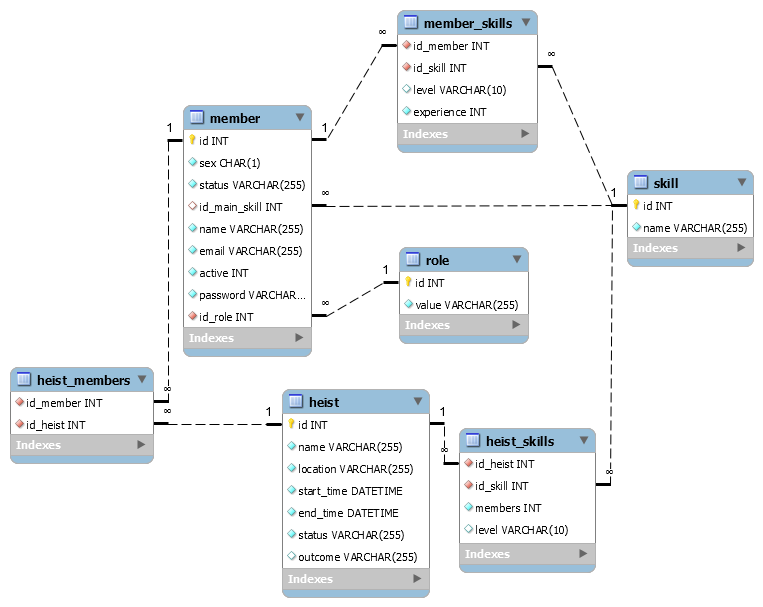 member_skills
id_member INT
id_skill INT
level VARCHAR(10)
experience INT
Indexes
∞
∞
member
id INT
sex CHAR(1)
status VARCHAR(255)
id_main_skill INT
name VARCHAR(255)
email VARCHAR(255)
active INT
password VARCHAR...
id_role INT
Indexes
1
1
∞
∞
skill
id INT
name VARCHAR(255)
Indexes
1
role
id INT
value VARCHAR(255)
Indexes
1
heist_members
id_member INT
id_heist INT
Indexes
∞
∞
heist
id INT
name VARCHAR(255)
location VARCHAR(255)
start_time DATETIME
end_time DATETIME
status VARCHAR(255)
outcome VARCHAR(255)
Indexes
1
1
heist_skills
id_heist INT
id_skill INT
members INT
level VARCHAR(10)
Indexes
∞
∞